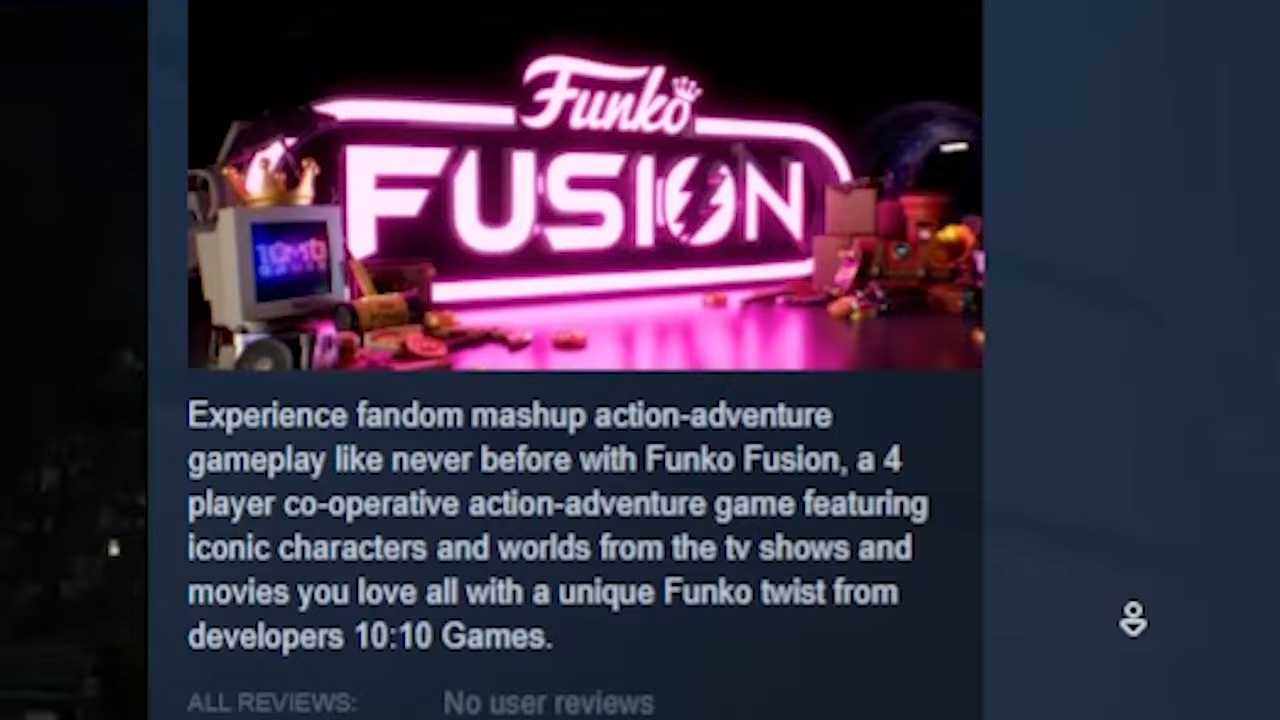 Funko
FUSION
Experience fandom mashup action-adventure
gameplay like never before with Funko Fusion, a 4
player co-operative action-adventure game featuring
iconic characters and worlds from the tv shows and
movies you love all with a unique Funko twist from
developers 10:10 Games.
ALL REVIEWS: No user reviews